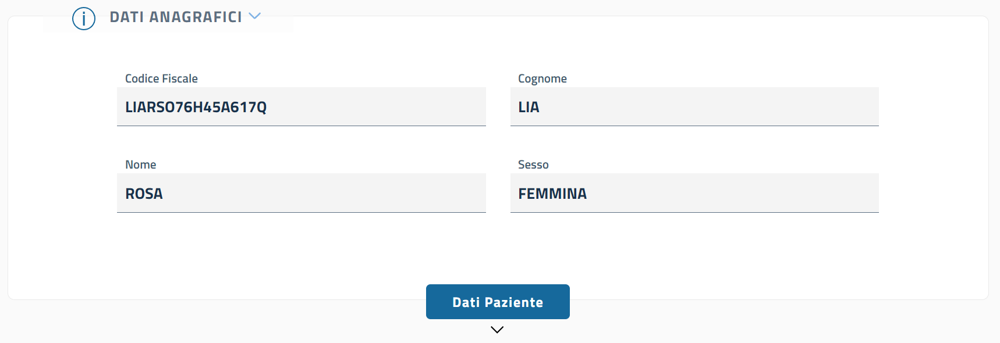 DATI ANAGRAFICI
Codice Fiscale
LIARSO76H45A617Q
Cognome
LIA
Nome
ROSA
Sesso
FEMMINA
Dati Paziente